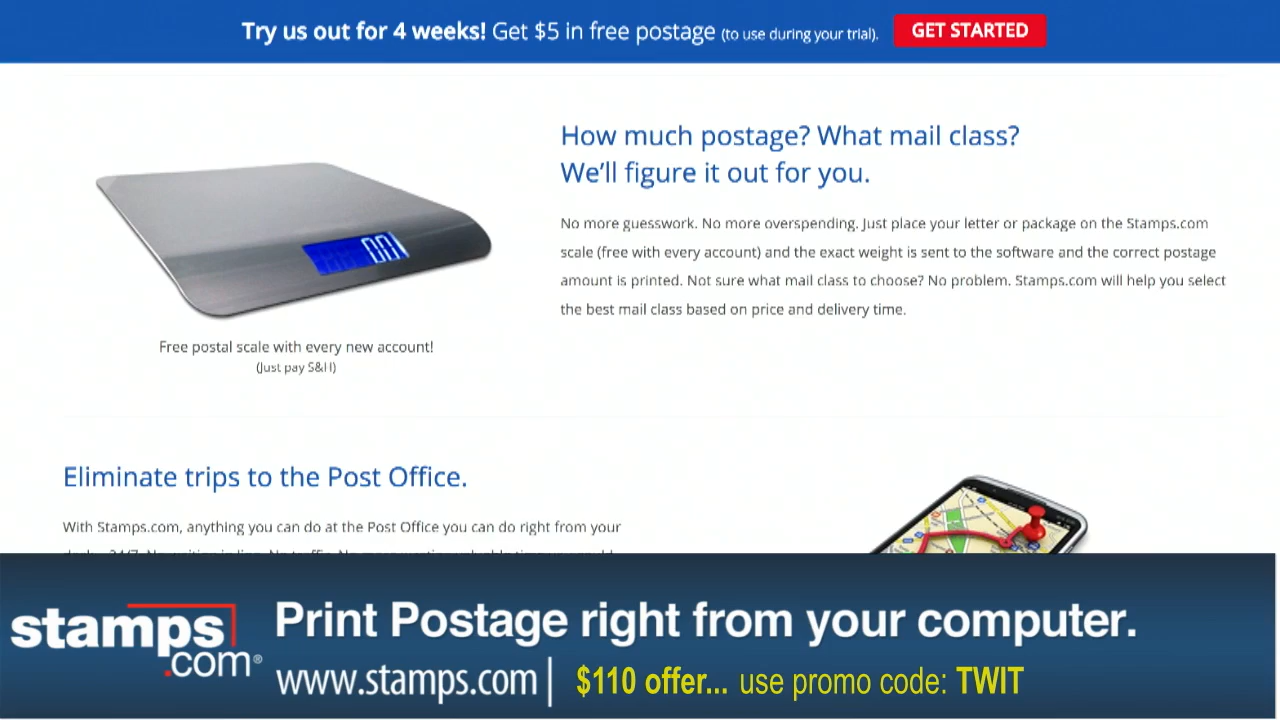 Try us out for 4 weeks! Get $5 in free postage (to use during your trial). GET STARTED
How much postage? What mail class?
We'll figure it out for you.
No more guesswork. No more overspending. Just place your letter or package on the Stamps.com
scale (free with every account) and the exact weight is sent to the software and the correct postage
amount is printed. Not sure what mail class to choose? No problem. Stamps.com will help you select
the best mail class based on price and delivery time.
Free postal scale with every new account!
(Just pay S&H)
Eliminate trips to the Post Office.
With Stamps.com, anything you can do at the Post Office you can do right from your
stamps
.com®
Print Postage right from your computer.
www.stamps.com | $110 offer... use promo code: TWIT